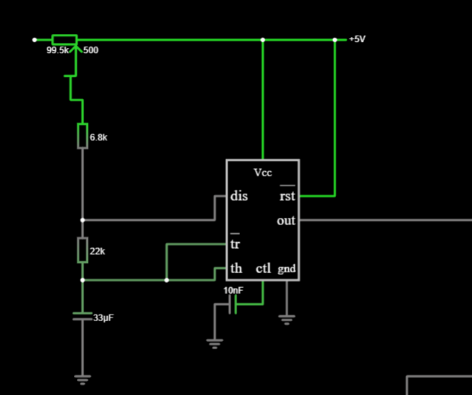 +5V
99.5k 500
6.8k
Vcc
dis rst
out
22k
tr
th ctl gnd
10nF
33µF